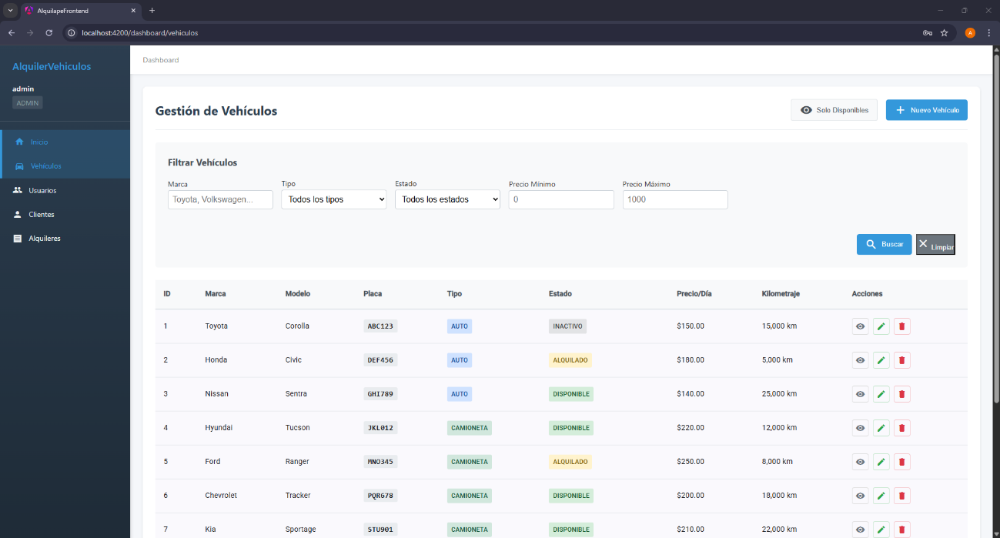 AlquilapeFrontend
localhost:4200/dashboard/vehiculos
A
AlquilerVehiculos
admin
ADMIN
Inicio
Vehículos
Usuarios
Clientes
Alquileres
Dashboard
Gestión de Vehículos
Solo Disponibles
Nuevo Vehículo
Filtrar Vehículos
Marca Tipo Estado Precio Mínimo Precio Máximo
Toyota, Volkswagen... Todos los tipos Todos los estados 0 1000
Buscar Limpiar
ID Marca Modelo Placa Tipo Estado Precio/Día Kilometraje Acciones
1 Toyota Corolla ABC123 AUTO INACTIVO $150.00 15,000 km
2 Honda Civic DEF456 AUTO ALQUILADO $180.00 5,000 km
3 Nissan Sentra GHI789 AUTO DISPONIBLE $140.00 25,000 km
4 Hyundai Tucson JKL012 CAMIONETA DISPONIBLE $220.00 12,000 km
5 Ford Ranger MNO345 CAMIONETA ALQUILADO $250.00 8,000 km
6 Chevrolet Tracker PQR678 CAMIONETA DISPONIBLE $200.00 18,000 km
7 Kia Sportage STU901 CAMIONETA DISPONIBLE $210.00 22,000 km